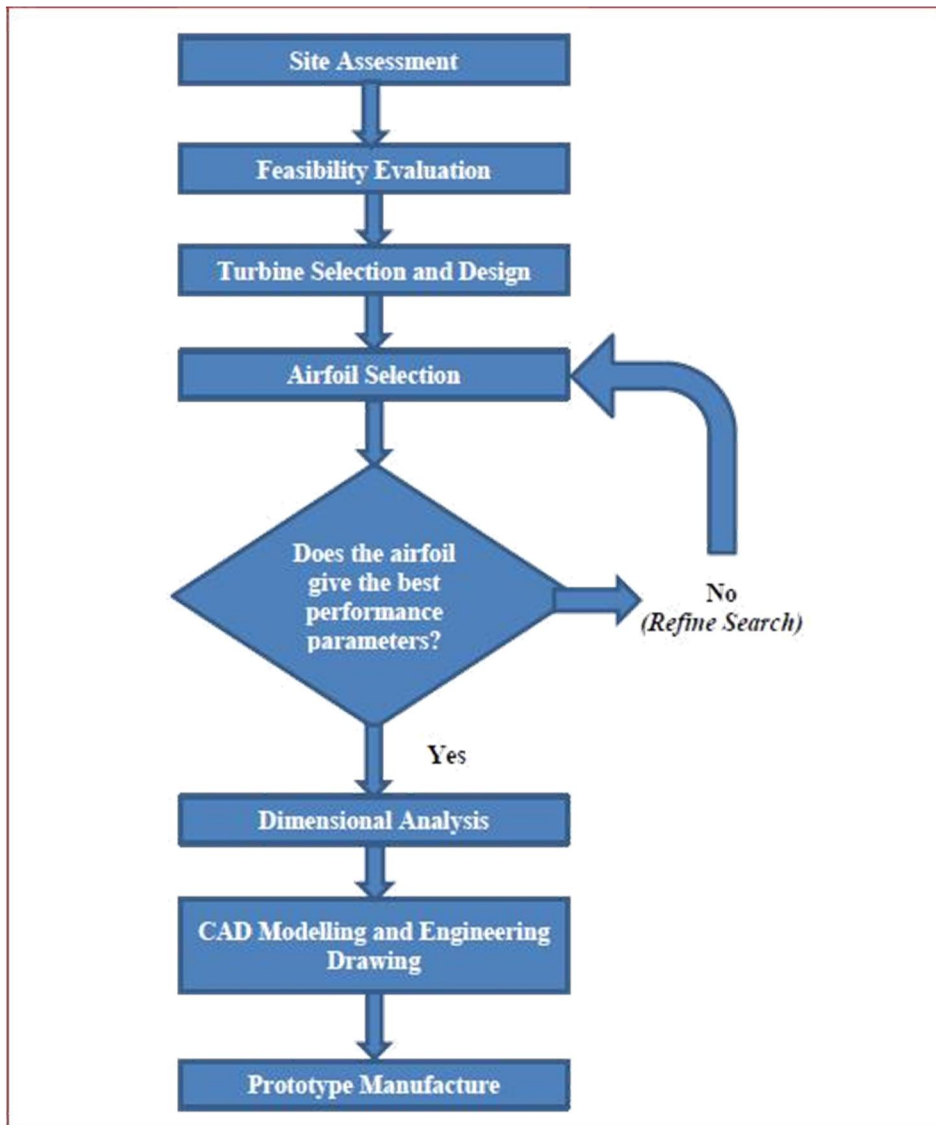 Site Assessment
Feasibility Evaluation
Turbine Selection and Design
Airfoil Selection
Does the airfoil
give the best
performance
parameters?
No
(Refine Search)
Yes
Dimensional Analysis
CAD Modelling and Engineering
Drawing
Prototype Manufacture